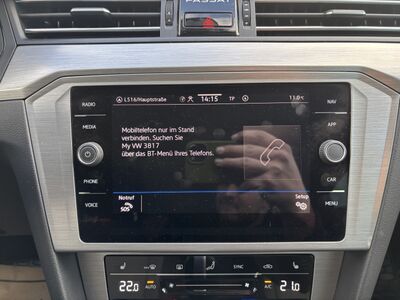 PASSAT
L516/Hauptstraße 14:15 TP 13.0°C
RADIO
MEDIA
PHONE
VOICE
Mobiltelefon nur im Stand
verbinden. Suchen Sie
My VW 3817
über das BT-Menü Ihres Telefons.
Notruf
SOS
Setup
NAV
APP
CAR
MENU
SYNC
22.0 AUTO A/C 21.0